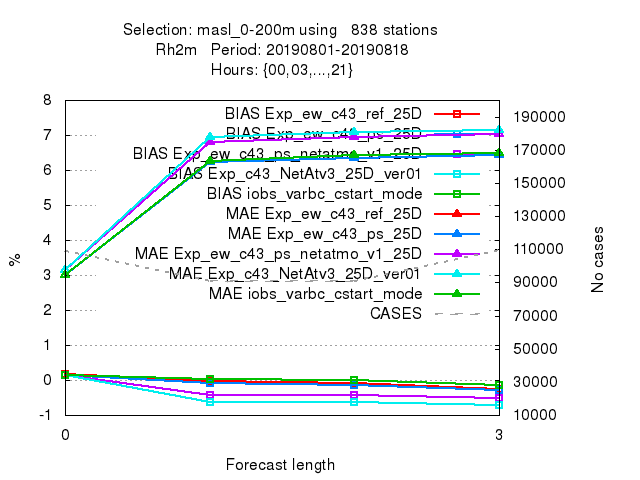 Selection: masl_0-200m using   838 stations
Rh2m   Period: 20190801-20190818
Hours: {00,03,...,21}
8
7
6
5
4
3
2
1
0
-1
%
190000
170000
150000
130000
110000
90000
70000
50000
30000
10000
No cases
BIAS Exp_ew_c43_ref_25D
BIAS Exp_ew_c43_ps_25D
BIAS Exp_ew_c43_ps_netatmo_v1_25D
BIAS Exp_c43_NetAtv3_25D_ver01
BIAS iobs_varbc_cstart_mode
MAE Exp_ew_c43_ref_25D
MAE Exp_ew_c43_ps_25D
MAE Exp_ew_c43_ps_netatmo_v1_25D
MAE Exp_c43_NetAtv3_25D_ver01
MAE iobs_varbc_cstart_mode
CASES
0
3
Forecast length